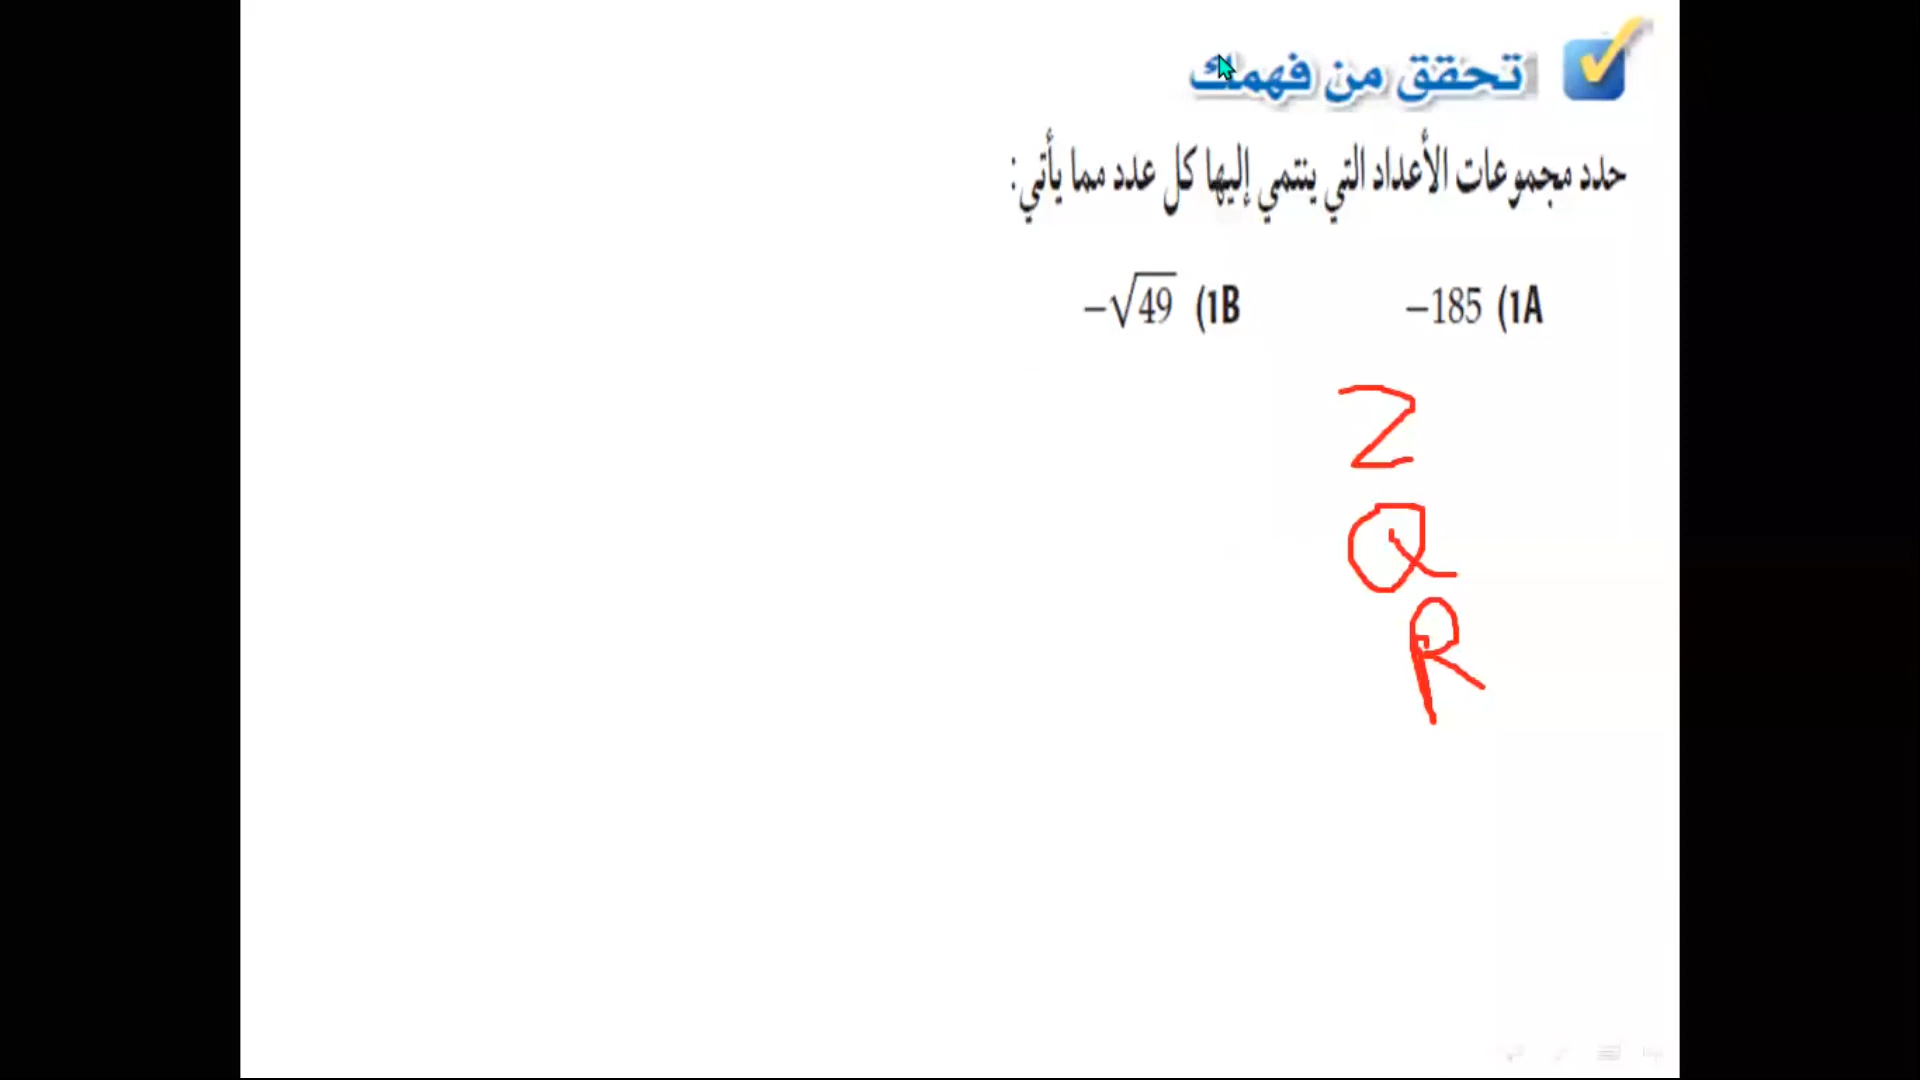 تحقق من فهمك
حدد مجموعات الأعداد التي ينتمي إليها كل عدد مما يأتي:
1A) −185 1B) −√49
Z
Q
R